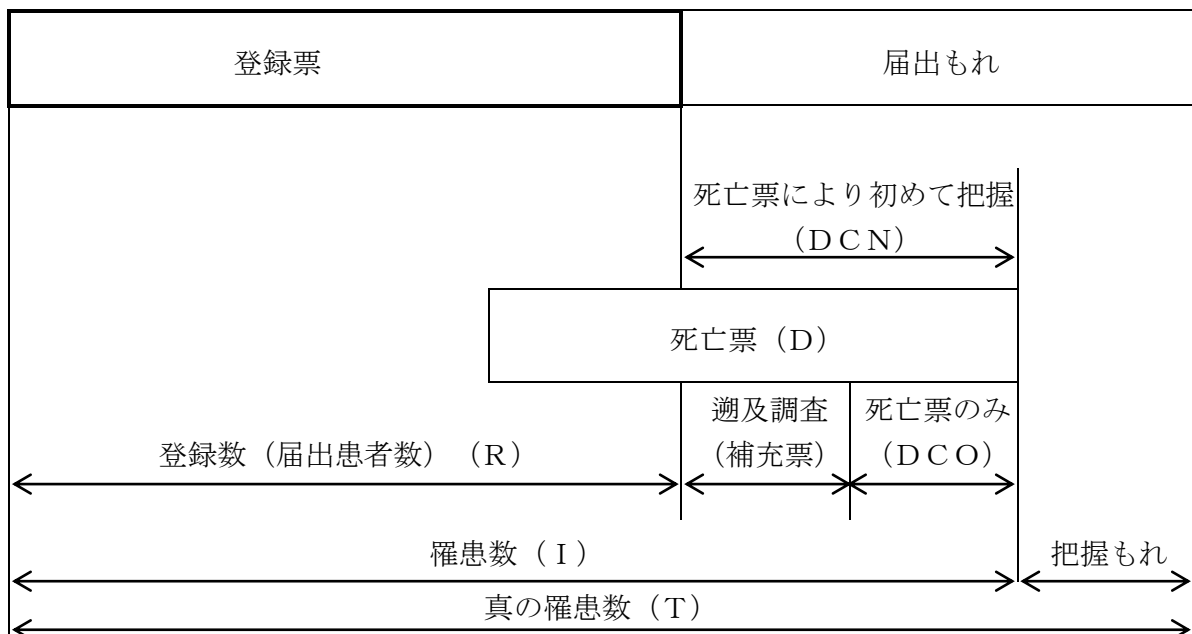 登録票
届出もれ
死亡票により初めて把握
（ＤＣＮ）
死亡票（Ｄ）
遡及調査
（補充票）
死亡票のみ
（ＤＣＯ）
登録数（届出患者数）（Ｒ）
罹患数（Ｉ）
把握もれ
真の罹患数（Ｔ）